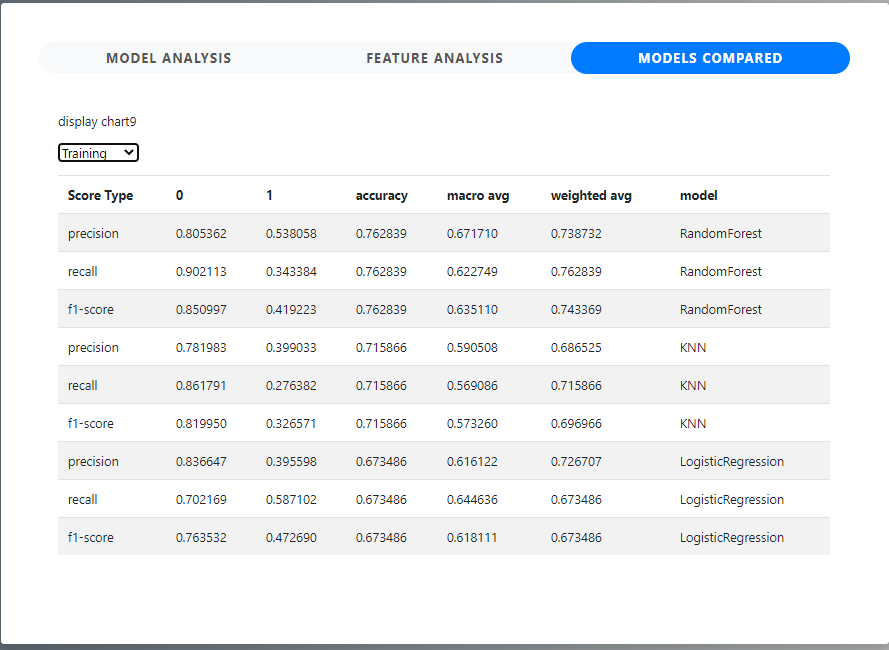 MODEL ANALYSIS FEATURE ANALYSIS MODELS COMPARED
display chart9
Training
Score Type 0 1 accuracy macro avg weighted avg model
precision 0.805362 0.538058 0.762839 0.671710 0.738732 RandomForest
recall 0.902113 0.343384 0.762839 0.622749 0.762839 RandomForest
f1-score 0.850997 0.419223 0.762839 0.635110 0.743369 RandomForest
precision 0.781983 0.399033 0.715866 0.590508 0.686525 KNN
recall 0.861791 0.276382 0.715866 0.569086 0.715866 KNN
f1-score 0.819950 0.326571 0.715866 0.573260 0.696966 KNN
precision 0.836647 0.395598 0.673486 0.616122 0.726707 LogisticRegression
recall 0.702169 0.587102 0.673486 0.644636 0.673486 LogisticRegression
f1-score 0.763532 0.472690 0.673486 0.618111 0.673486 LogisticRegression